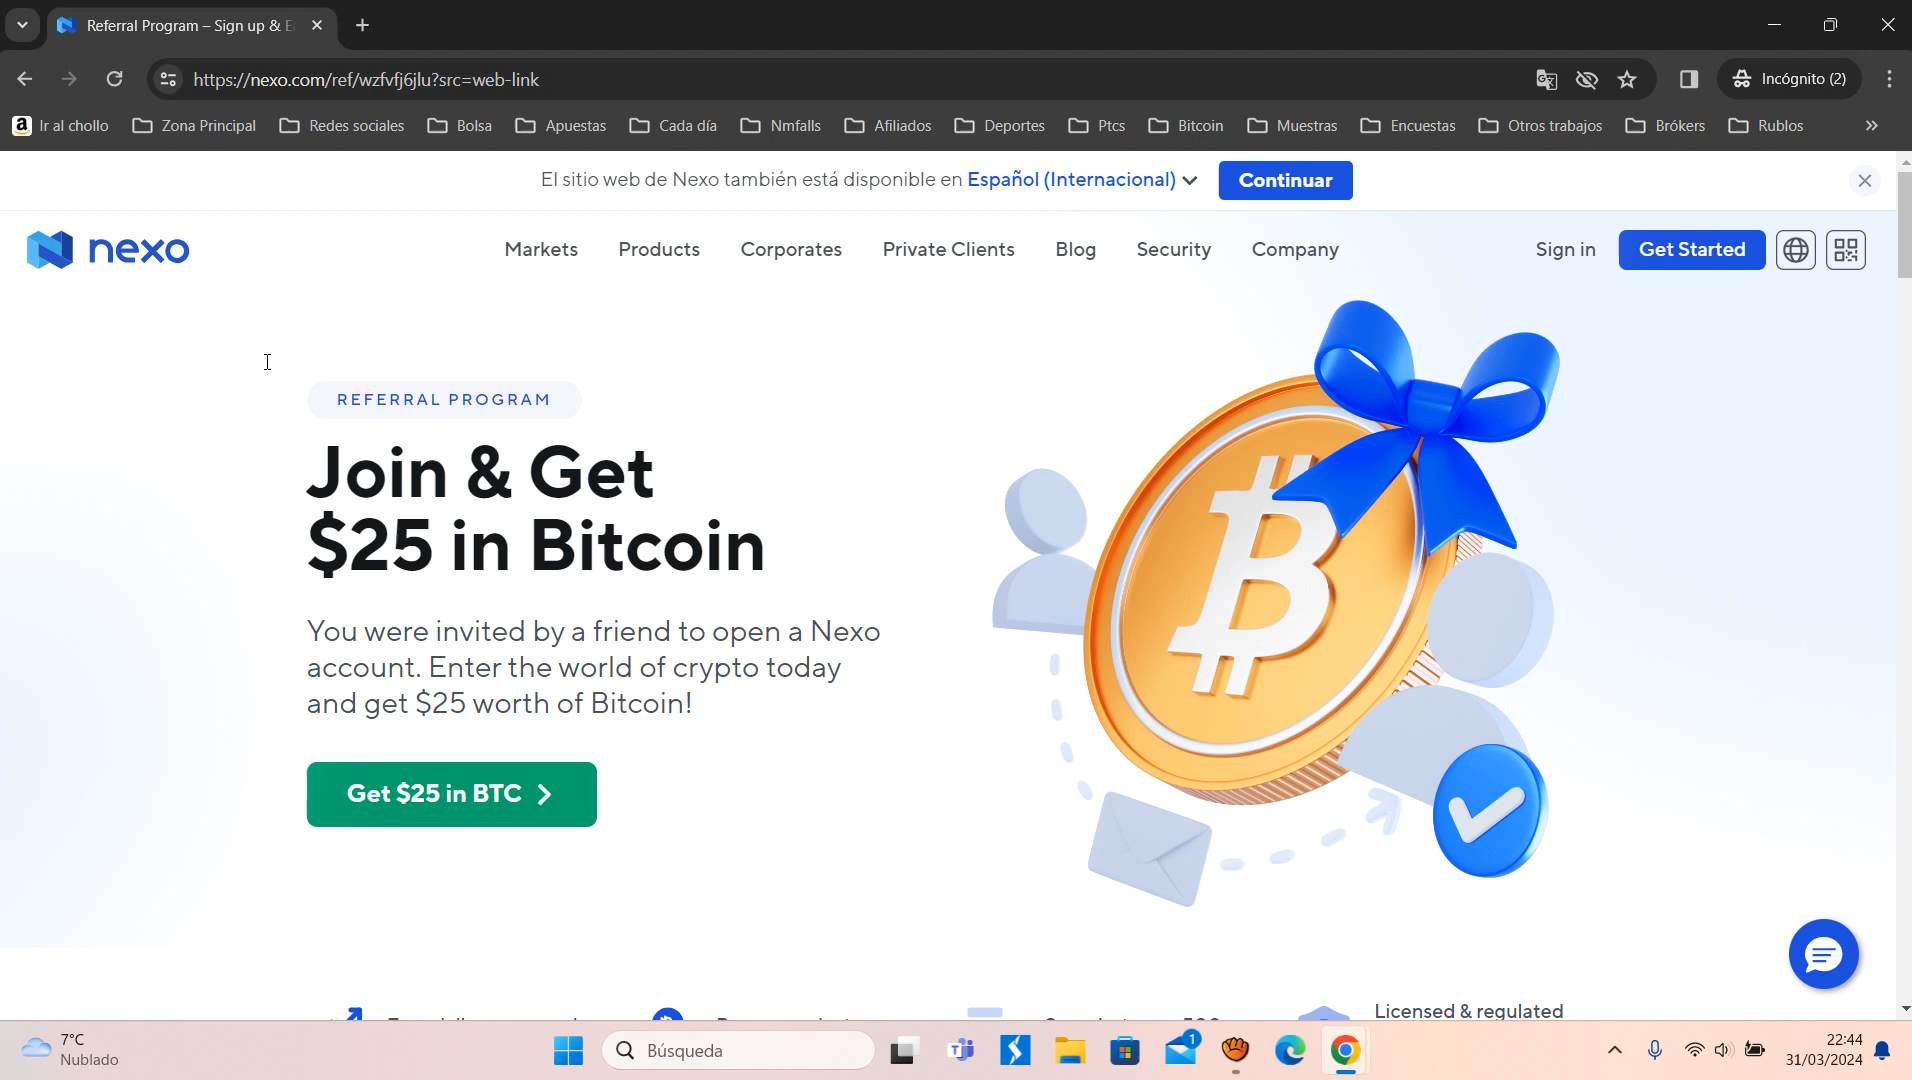 Referral Program – Sign up & E
https://nexo.com/ref/wzfvfj6jlu?src=web-link
Incógnito (2)
Ir al chollo
Zona Principal
Redes sociales
Bolsa
Apuestas
Cada día
Nmfalls
Afiliados
Deportes
Ptcs
Bitcoin
Muestras
Encuestas
Otros trabajos
Brókers
Rublos
El sitio web de Nexo también está disponible en Español (Internacional)
Continuar
nexo
Markets
Products
Corporates
Private Clients
Blog
Security
Company
Sign in
Get Started
REFERRAL PROGRAM
Join & Get
$25 in Bitcoin
You were invited by a friend to open a Nexo
account. Enter the world of crypto today
and get $25 worth of Bitcoin!
Get $25 in BTC
Licensed & regulated
7°C
Nublado
Búsqueda
1
22:44
31/03/2024